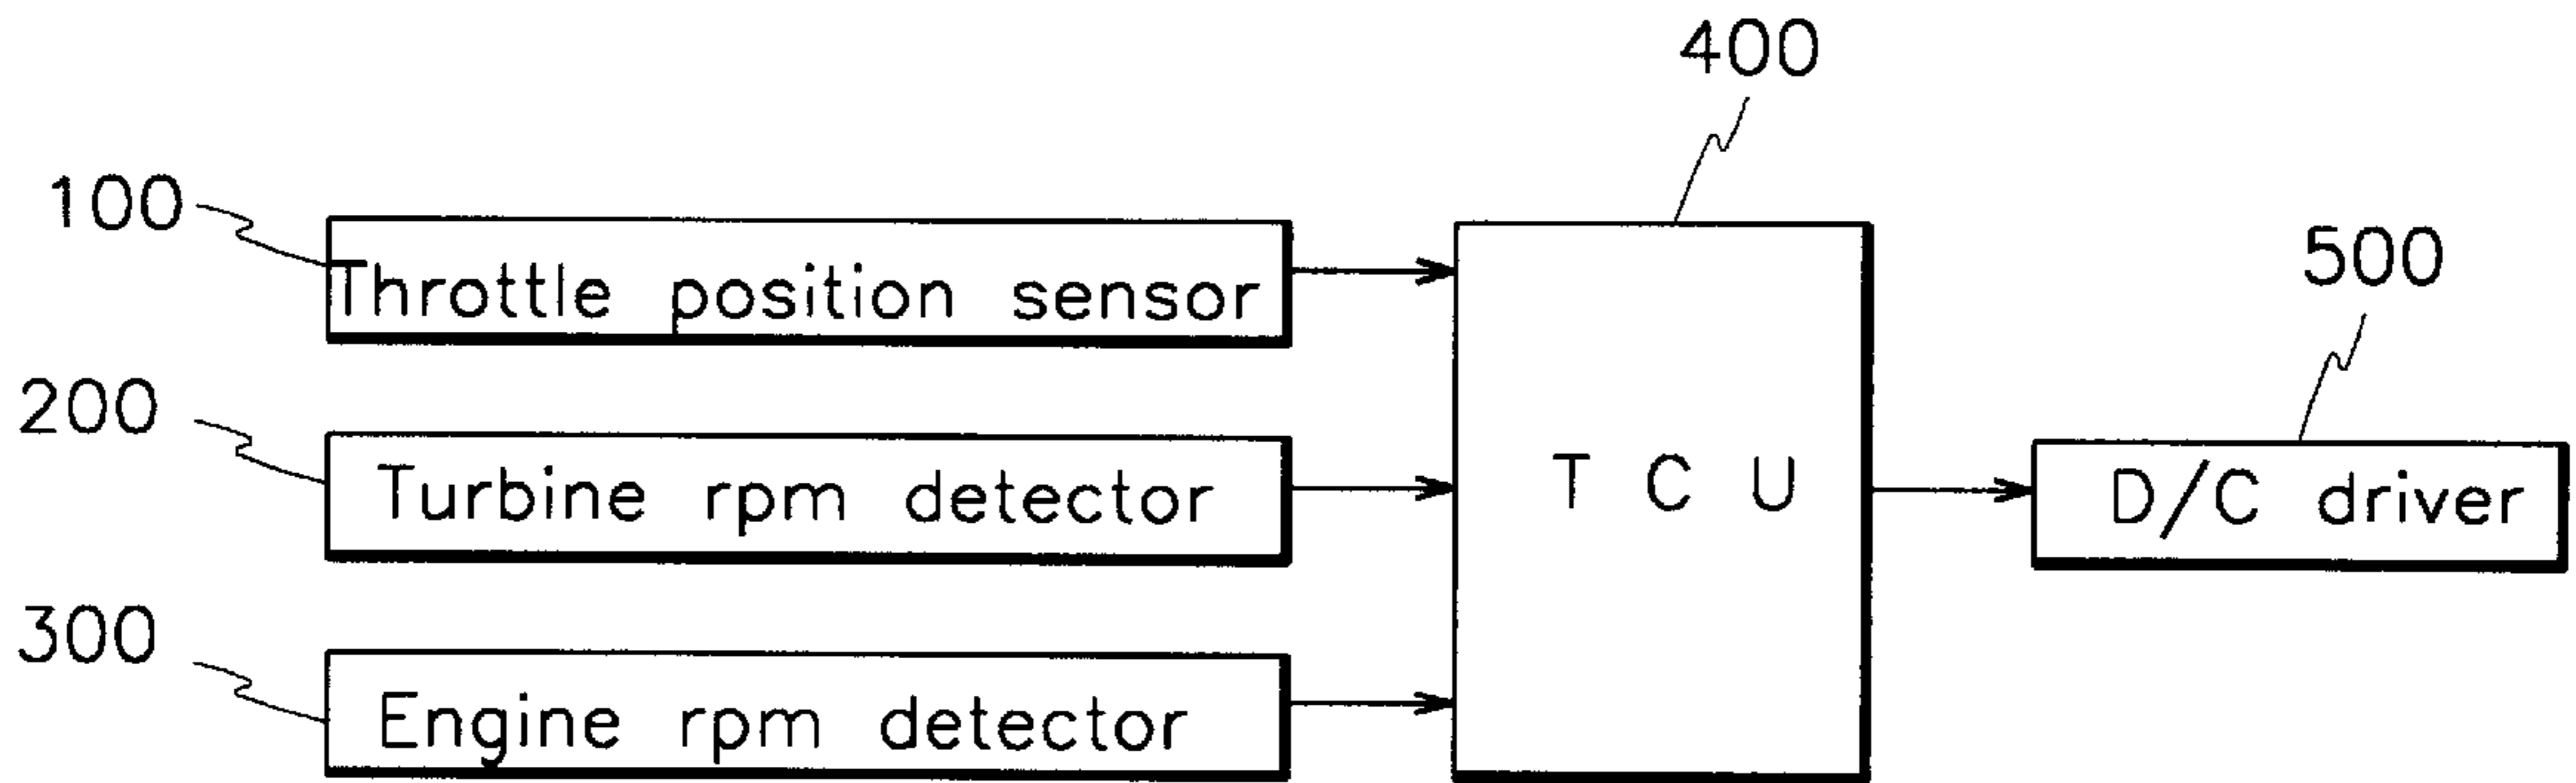 400
100
Throttle position sensor
500
200
Turbine rpm detector
T C U
D/C driver
300
Engine rpm detector